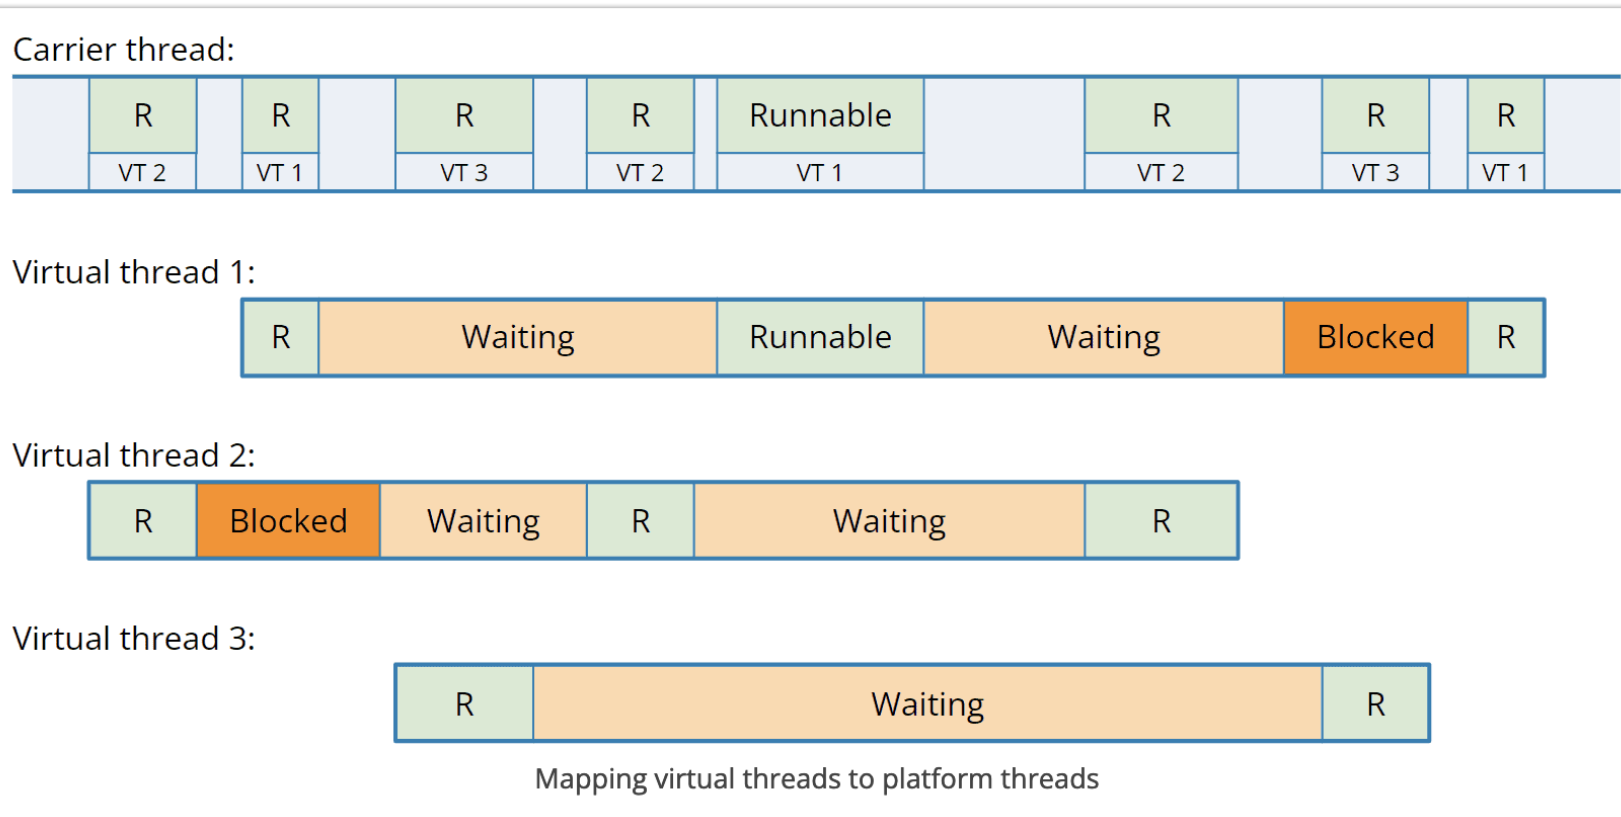 Carrier thread:
R R R R Runnable R R R
VT 2 VT 1 VT 3 VT 2 VT 1 VT 2 VT 3 VT 1
Virtual thread 1:
R Waiting Runnable Waiting Blocked R
Virtual thread 2:
R Blocked Waiting R Waiting R
Virtual thread 3:
R Waiting R
Mapping virtual threads to platform threads